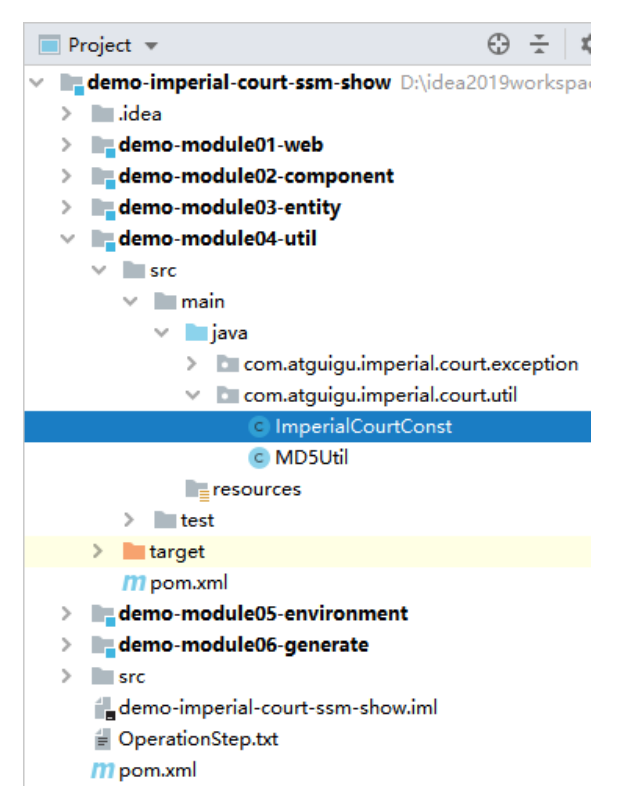 Project
demo-imperial-court-ssm-show D:\idea2019workspa
.idea
demo-module01-web
demo-module02-component
demo-module03-entity
demo-module04-util
src
main
java
com.atguigu.imperial.court.exception
com.atguigu.imperial.court.util
C ImperialCourtConst
C MD5Util
resources
test
target
m pom.xml
demo-module05-environment
demo-module06-generate
src
demo-imperial-court-ssm-show.iml
OperationStep.txt
m pom.xml